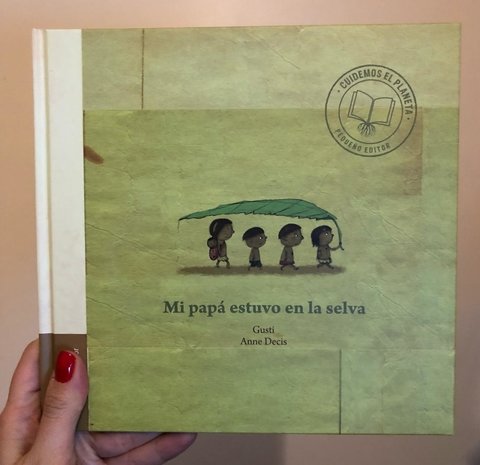 · CUIDEMOS EL PLANETA ·
PEQUEÑO EDITOR
Mi papá estuvo en la selva
Gusti
Anne Decis